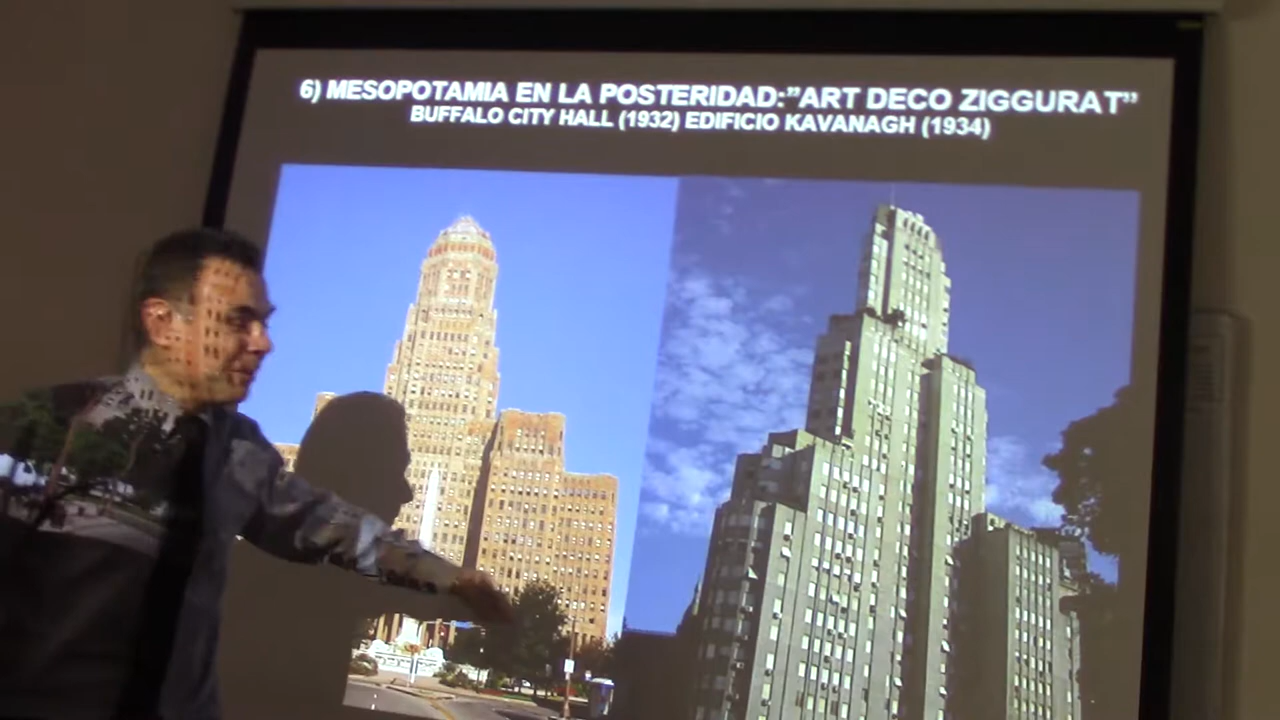 6) MESOPOTAMIA EN LA POSTERIDAD:”ART DECO ZIGGURAT”
BUFFALO CITY HALL (1932) EDIFICIO KAVANAGH (1934)